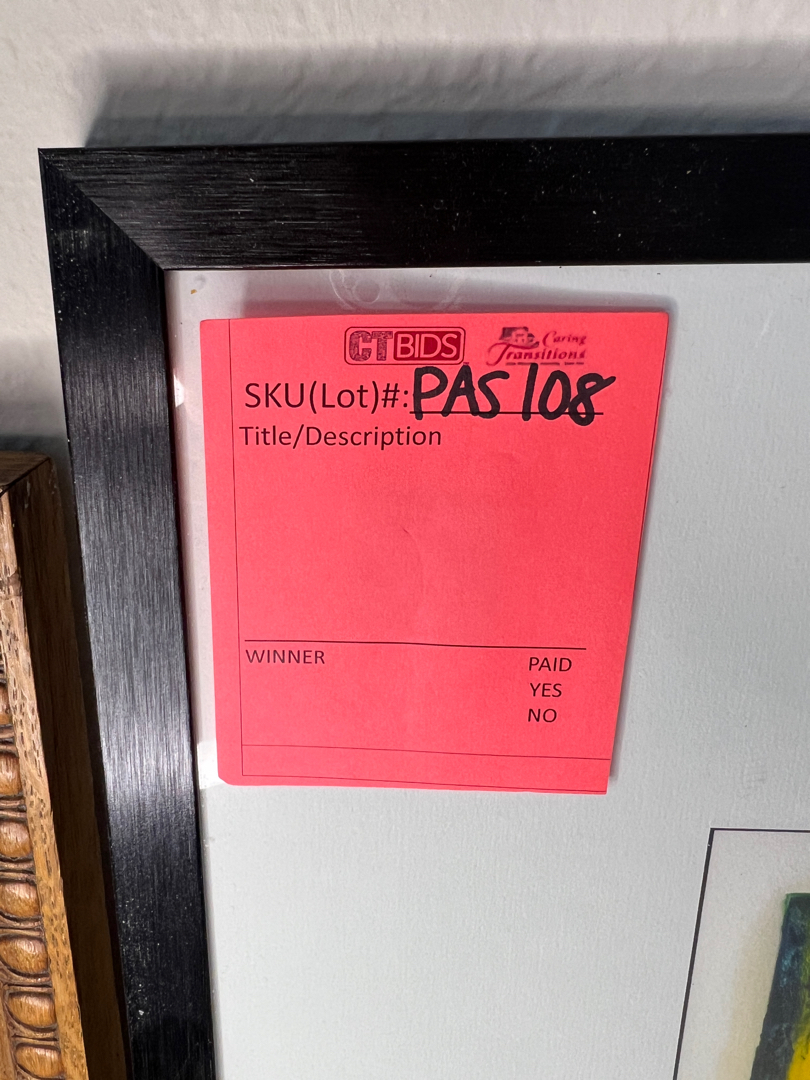 CTBIDS Caring
Transitions
SKU(Lot)#: PAS 108
Title/Description
WINNER PAID
YES
NO